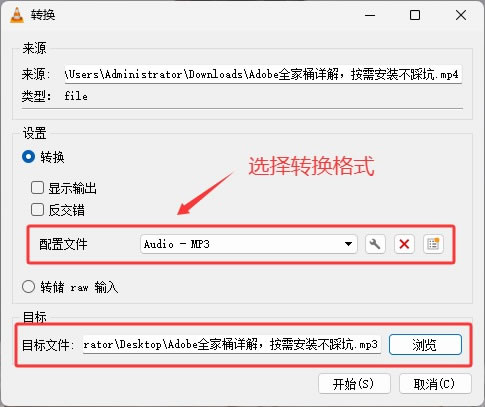 转换
来源
来源: \Users\Administrator\Downloads\Adobe全家桶详解，按需安装不踩坑.mp4
类型: file
设置
转换
选择转换格式
显示输出
反交错
配置文件 Audio - MP3
转储 raw 输入
目标
目标文件: rator\Desktop\Adobe全家桶详解，按需安装不踩坑.mp3 浏览
开始(S) 取消(C)